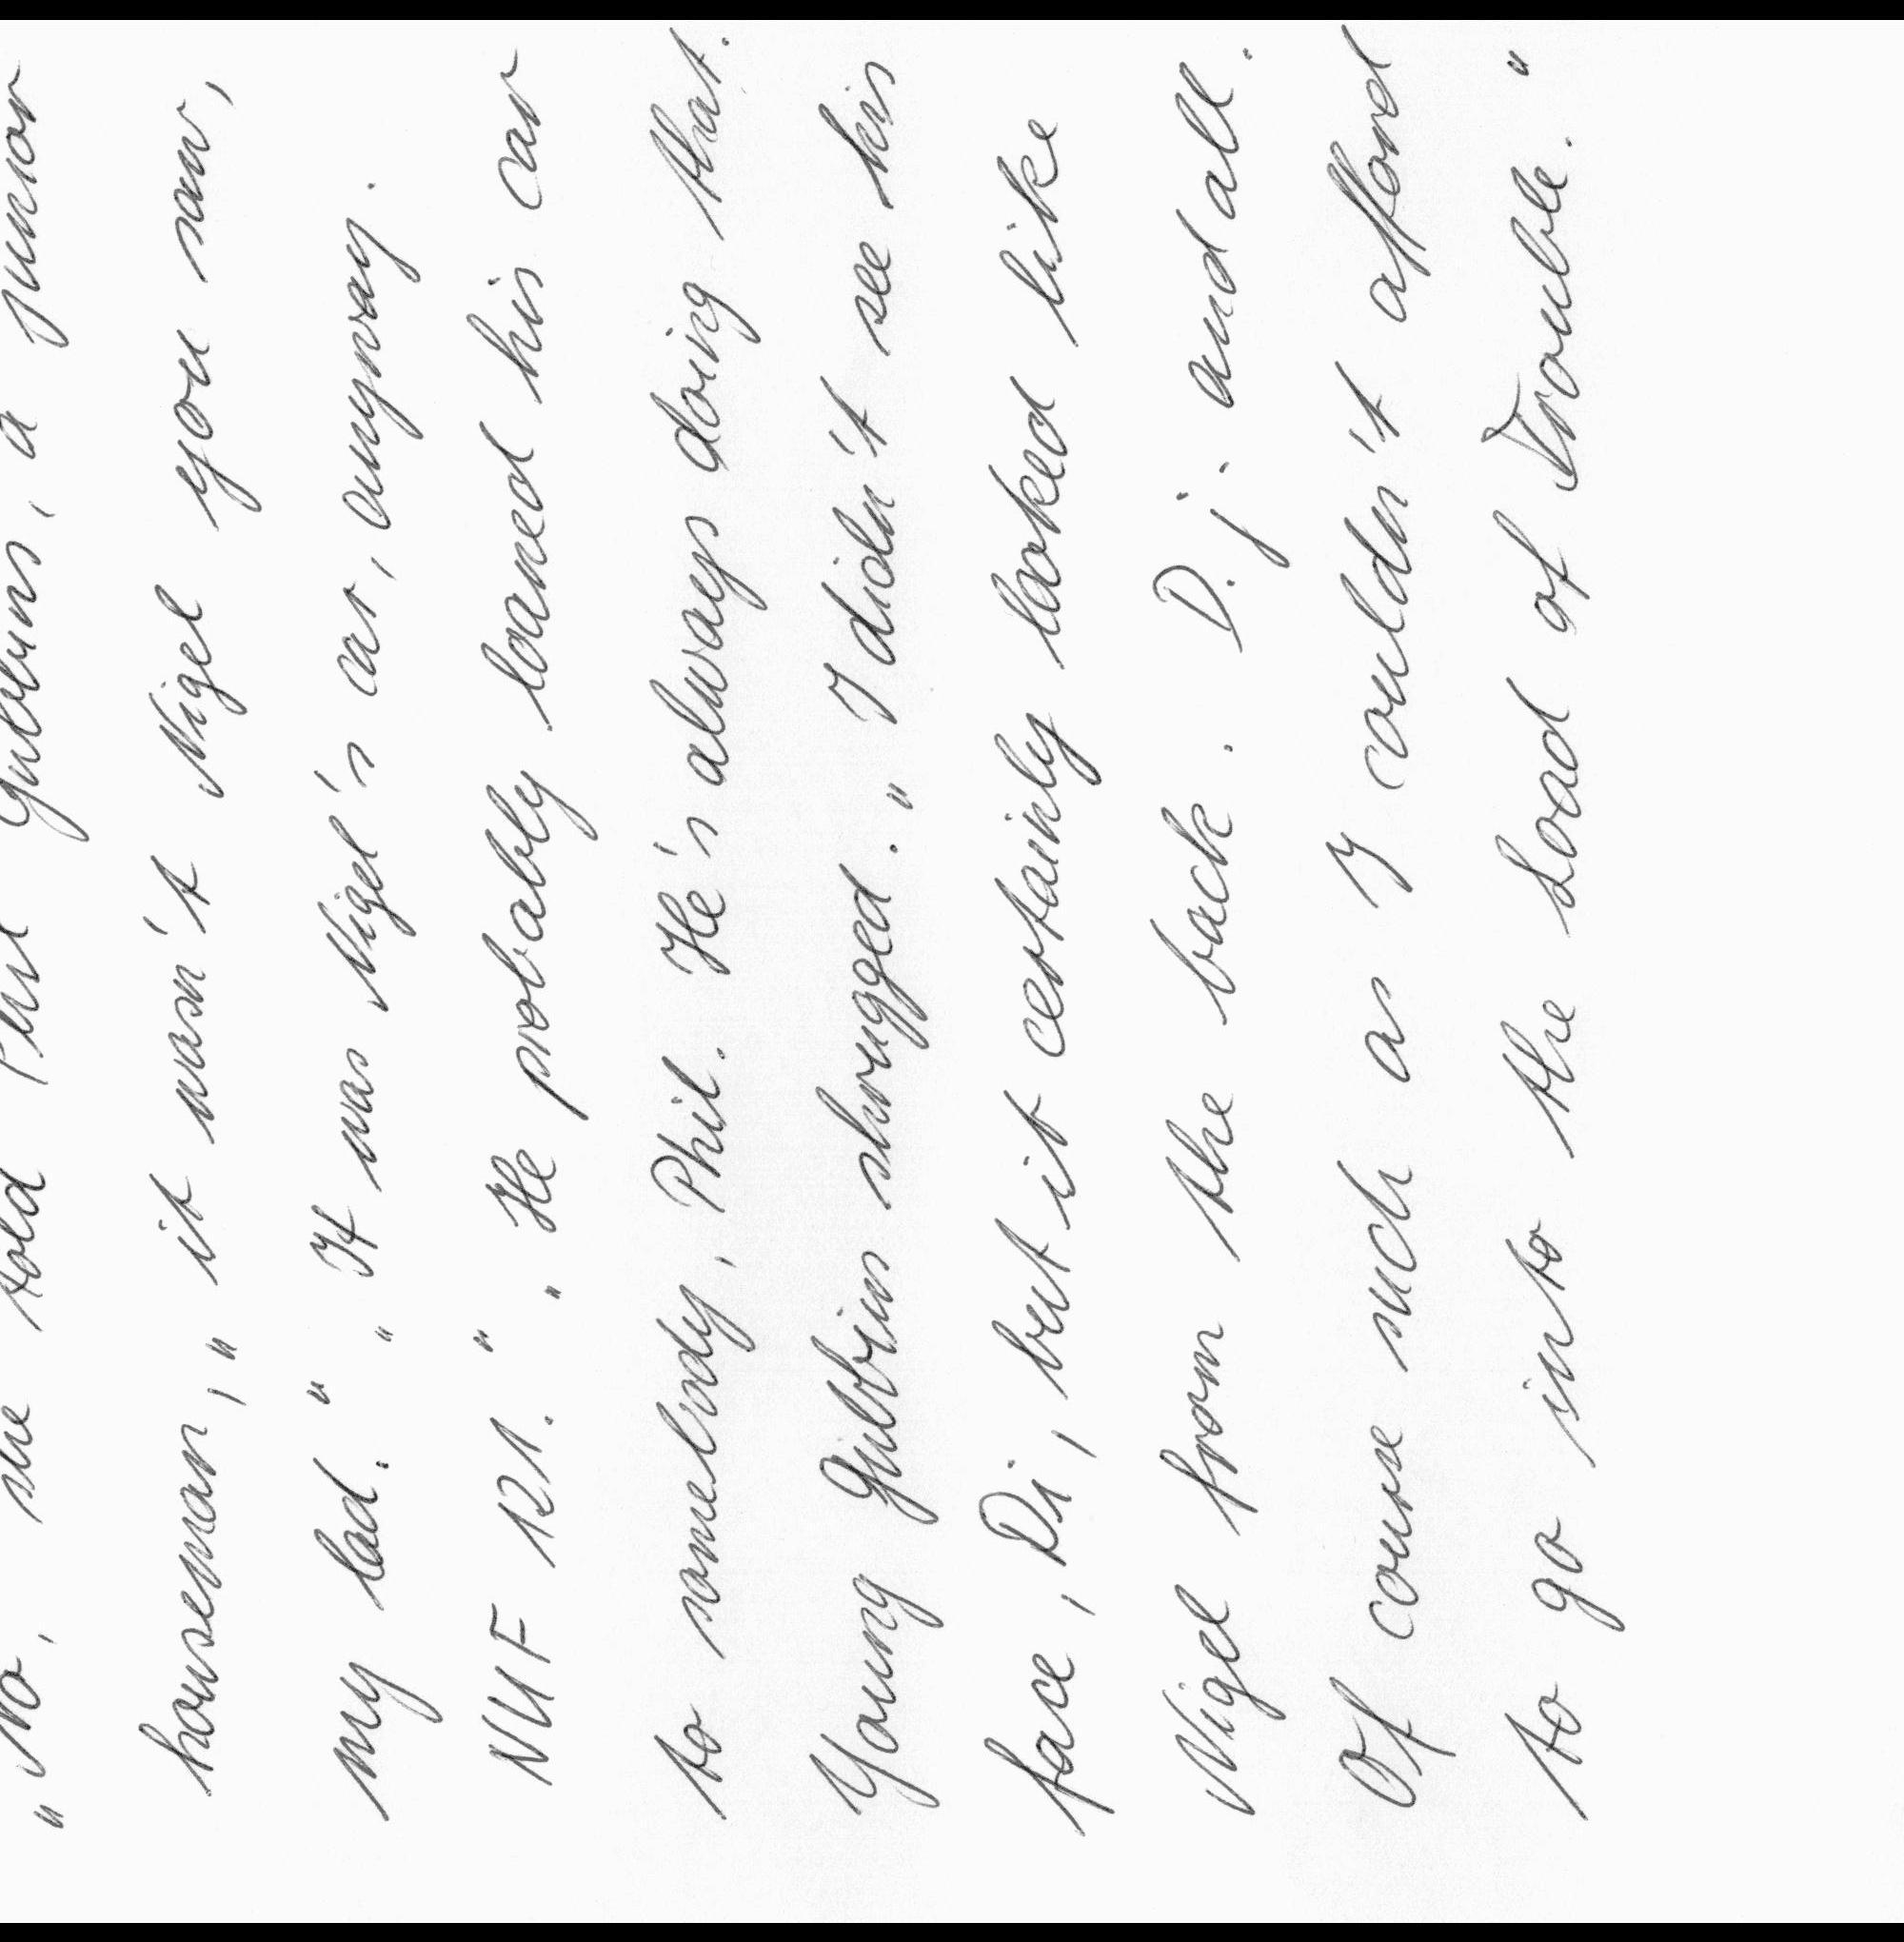 "No," she told Phil Gubbins, a junior
houseman, "it wasn't Nigel you saw,
my lad." "It was Nigel's car, anyway.
NUF 121." "He probably loaned his car
to somebody, Phil. He's always doing that.
Young Gubbins shrugged. "I didn't see his
face, Di, but it certainly looked like
Nigel from the back. D.j. and all.
Of course such as I couldn't afford
to go into the Load of Trouble."